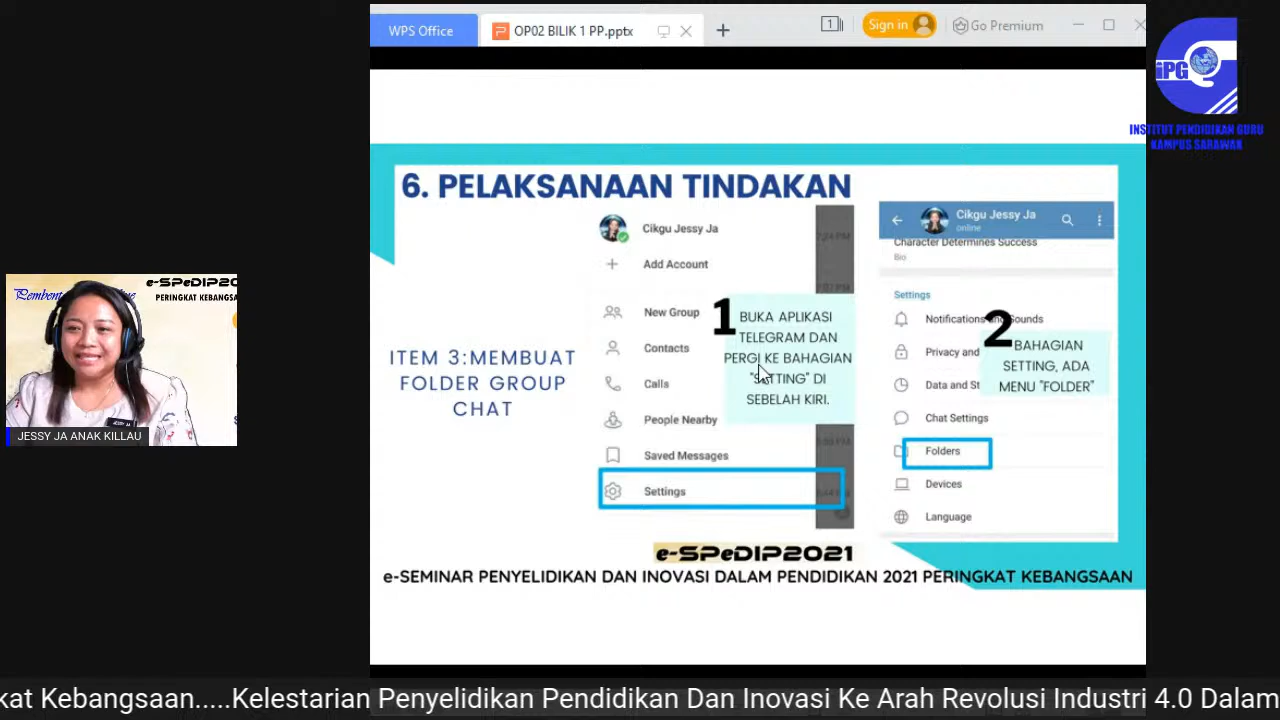 WPS Office
OP02 BILIK 1 PP.pptx
1
Sign in
Go Premium
iPG
INSTITUT PENDIDIKAN GURU
KAMPUS SARAWAK
6. PELAKSANAAN TINDAKAN
ITEM 3:MEMBUAT
FOLDER GROUP
CHAT
Cikgu Jessy Ja
Add Account
New Group
Contacts
Calls
People Nearby
Saved Messages
Settings
1
BUKA APLIKASI
TELEGRAM DAN
PERGI KE BAHAGIAN
"SETTING" DI
SEBELAH KIRI.
Cikgu Jessy Ja
online
Character Determines Success
Bio
Settings
Notifications and Sounds
Privacy and
Data and St
Chat Settings
Folders
Devices
Language
2
BAHAGIAN
SETTING, ADA
MENU "FOLDER"
e-SPeDIP2021
e-SEMINAR PENYELIDIKAN DAN INOVASI DALAM PENDIDIKAN 2021 PERINGKAT KEBANGSAAN
e-SPeDIP20
PERINGKAT KEBANGSA
JESSY JA ANAK KILLAU
kat Kebangsaan.....Kelestarian Penyelidikan Pendidikan Dan Inovasi Ke Arah Revolusi Industri 4.0 Dalam